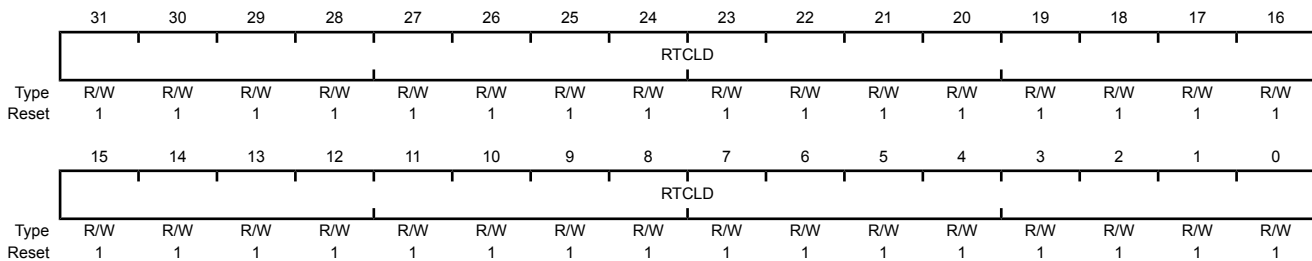 31 30 29 28 27 26 25 24 23 22 21 20 19 18 17 16
RTCLD
Type R/W R/W R/W R/W R/W R/W R/W R/W R/W R/W R/W R/W R/W R/W R/W R/W
Reset 1 1 1 1 1 1 1 1 1 1 1 1 1 1 1 1
15 14 13 12 11 10 9 8 7 6 5 4 3 2 1 0
RTCLD
Type R/W R/W R/W R/W R/W R/W R/W R/W R/W R/W R/W R/W R/W R/W R/W R/W
Reset 1 1 1 1 1 1 1 1 1 1 1 1 1 1 1 1